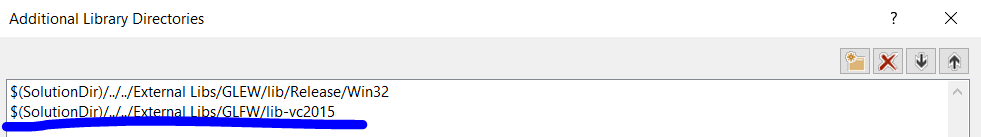 Additional Library Directories
?
$(SolutionDir)/../../External Libs/GLEW/lib/Release/Win32
$(SolutionDir)/../../External Libs/GLFW/lib-vc2015